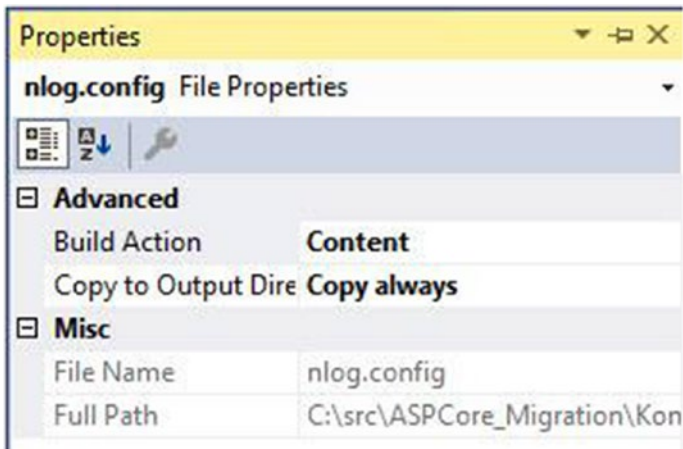 Properties
nlog.config File Properties
Advanced
Build Action Content
Copy to Output Dire Copy always
Misc
File Name nlog.config
Full Path C:\src\ASPCore_Migration\Kon